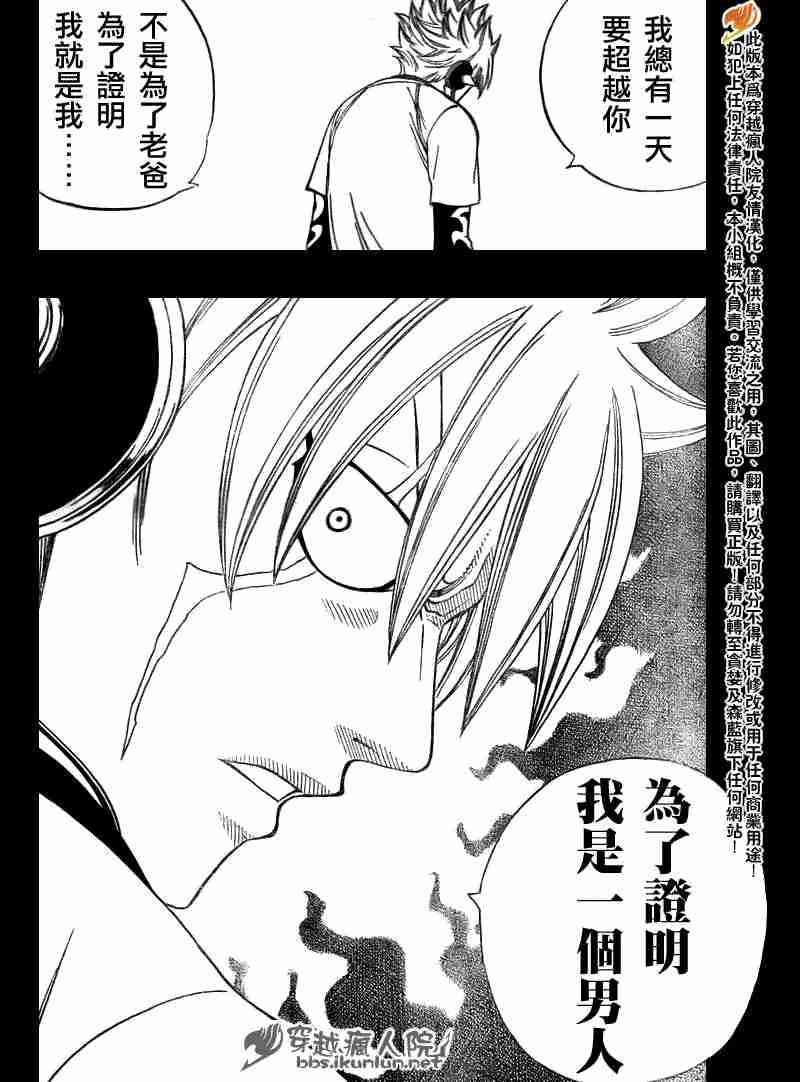 我總有一天
要超越你
不是為了老爸
為了證明
我就是我……
為了證明
我是一個男人
此版本爲穿越瘋人院友情漢化，僅供學習交流之用，其圖、翻譯以及任何部分不得進行修改或用于任何商業用途！
如犯上任何法律責任，本小組概不負責。若您喜歡此作品，請購買正版！請勿轉至貪婪及森藍旗下任何網站！
穿越瘋人院
bbs.ikunlun.net